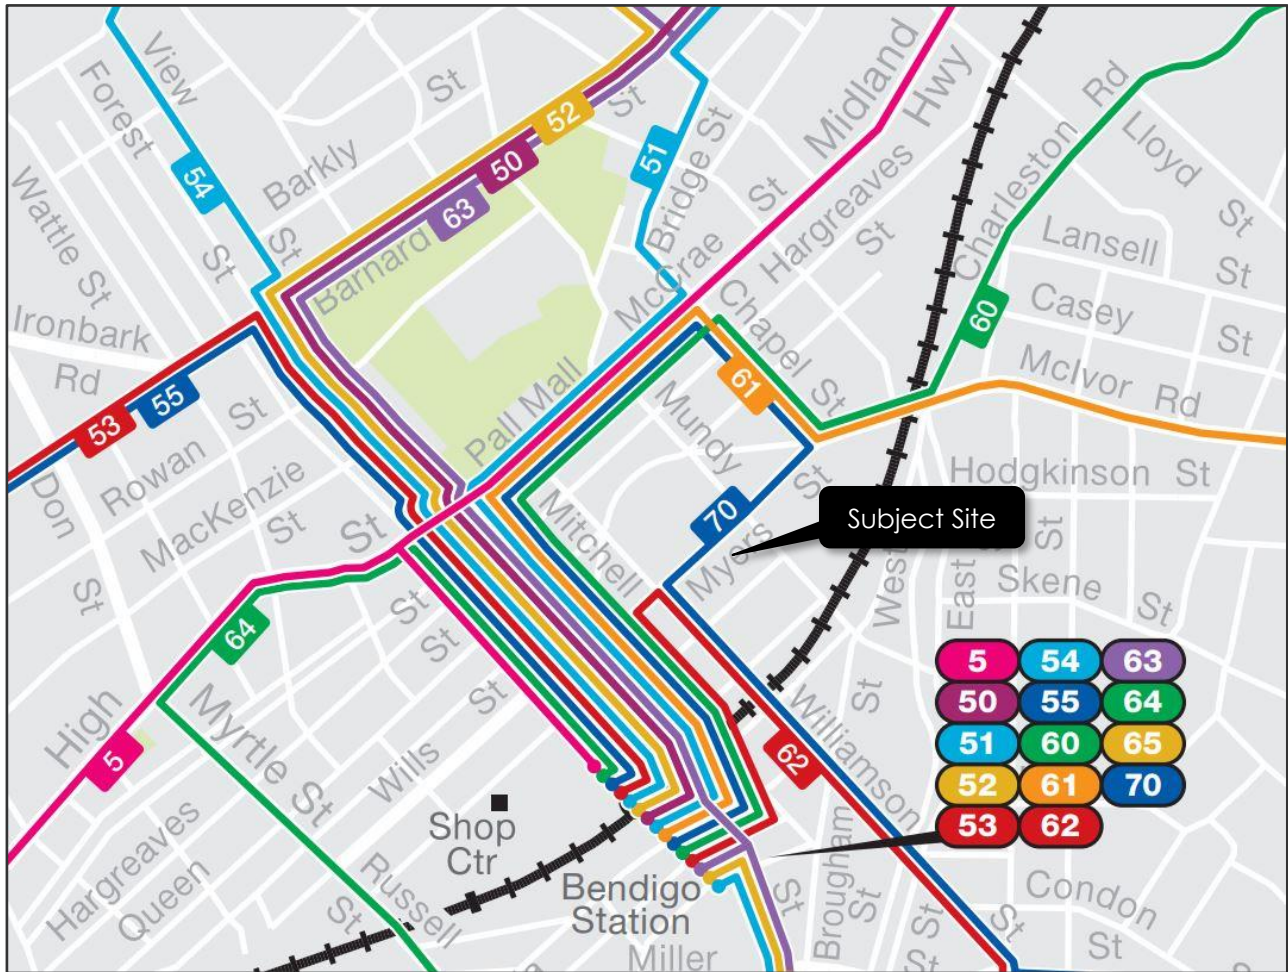 View
St
Forest
St
52
St
Midland
Hwy
Rd
51
Bridge St
50
54
Barkly
St
63
Lloyd
St
Wattle St
Barnard
St
Hargreaves
St
Charleston
Lansell
St
McCrae
Chapel St
Casey
St
60
Ironbark
Rd
Pall Mall
McIvor Rd
61
55
53
Rowan St
Mundy
St
Don
St
MacKenzie
St
St
Hodgkinson St
70
Subject Site
Mitchell
Myers
St
West
East
St
Skene
St
St
St
64
5 54 63
50 55 64
51 60 65
52 61 70
53 62
High
5
Myrtle St
Wills
St
Williamson
St
62
Shop
Ctr
Hargreaves
Queen
St
Russell
Bendigo
Station
St
Brougham
St
St
St
Condon
St
Miller